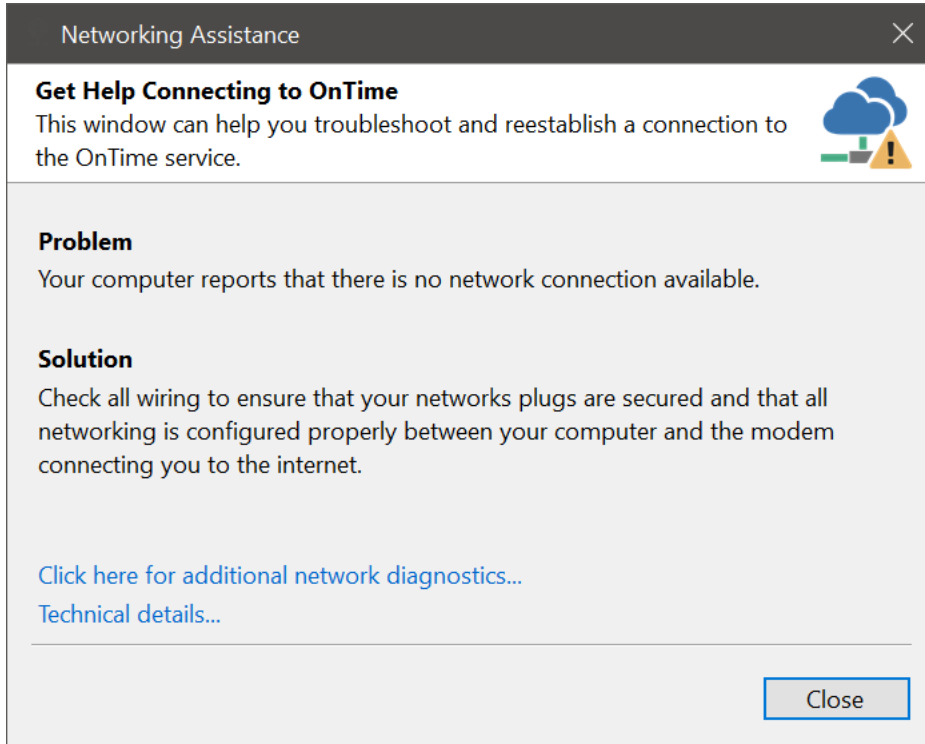 Networking Assistance
Get Help Connecting to OnTime
This window can help you troubleshoot and reestablish a connection to
the OnTime service.
Problem
Your computer reports that there is no network connection available.
Solution
Check all wiring to ensure that your networks plugs are secured and that all
networking is configured properly between your computer and the modem
connecting you to the internet.
Click here for additional network diagnostics...
Technical details...
Close